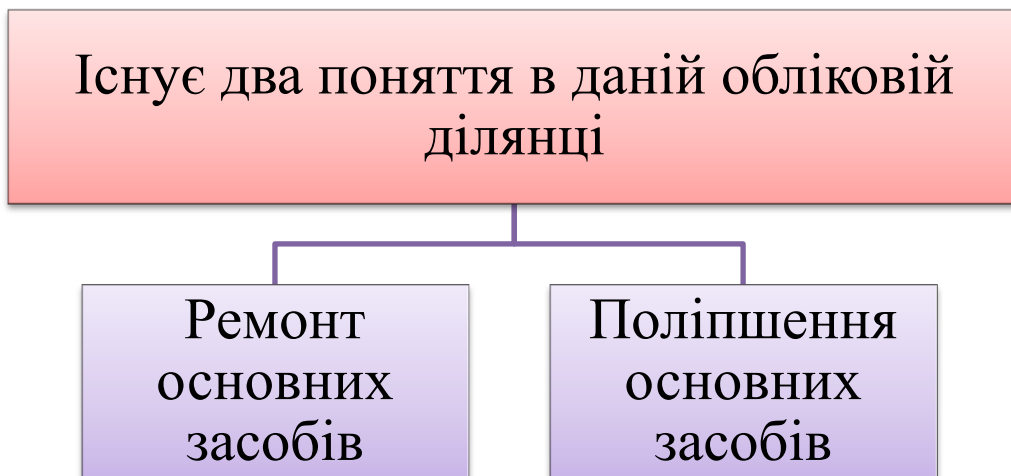 Існує два поняття в даній обліковій
ділянці
Ремонт
основних
засобів
Поліпшення
основних
засобів